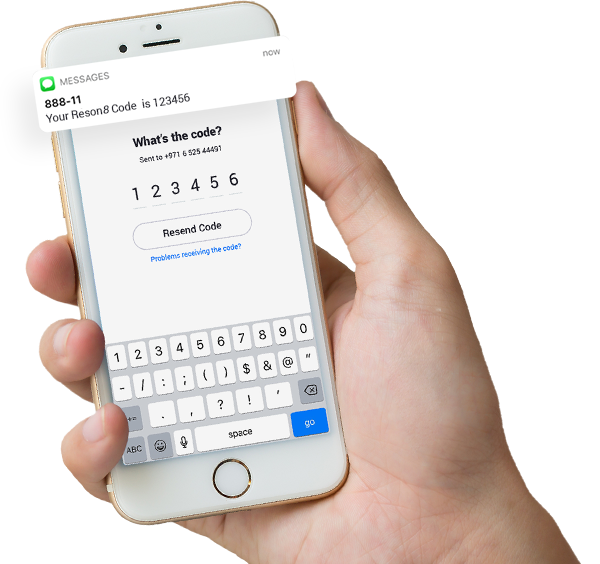 MESSAGES
now
888-11
Your Reson8 Code is 123456
What's the code?
Sent to +971 6 525 44491
1 2 3 4 5 6
Resend Code
Problems receiving the code?
1 2 3 4 5 6 7 8 9 0
- / : ; ( ) $ & @ "
. , ? ! '
ABC space go